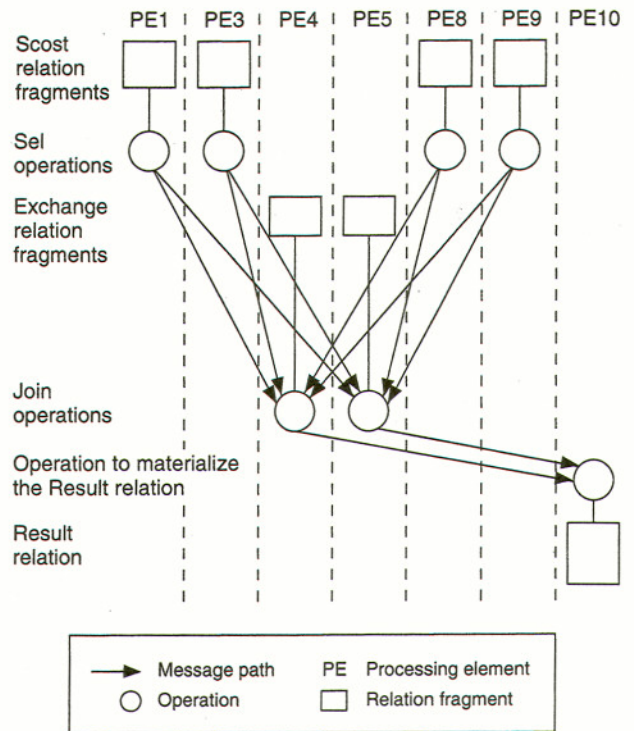 PE1 PE3 PE4 PE5 PE8 PE9 PE10
Scost
relation
fragments
Sel
operations
Exchange
relation
fragments
Join
operations
Operation to materialize
the Result relation
Result
relation
Message path PE Processing element
Operation Relation fragment